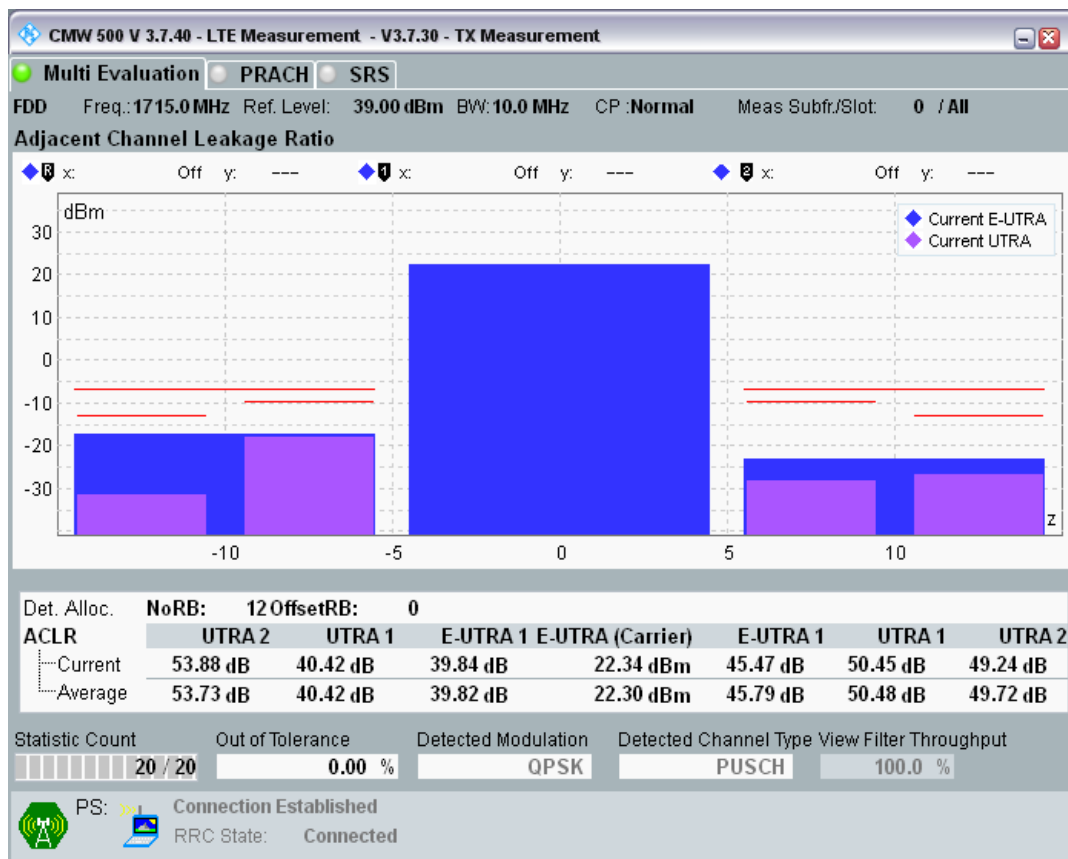 CMW 500 V 3.7.40 - LTE Measurement - V3.7.30 - TX Measurement
Multi Evaluation PRACH SRS
FDD Freq.:1715.0 MHz Ref. Level: 39.00 dBm BW:10.0 MHz CP :Normal Meas Subfr./Slot: 0 / All
Adjacent Channel Leakage Ratio
R x: Off y: --- 1 x: Off y: --- 2 x: Off y: ---
dBm
Current E-UTRA
Current UTRA
30
20
10
0
-10
-20
-30
z
-10 -5 0 5 10
Det. Alloc. NoRB: 12 OffsetRB: 0
ACLR UTRA 2 UTRA 1 E-UTRA 1 E-UTRA (Carrier) E-UTRA 1 UTRA 1 UTRA 2
Current 53.88 dB 40.42 dB 39.84 dB 22.34 dBm 45.47 dB 50.45 dB 49.24 dB
Average 53.73 dB 40.42 dB 39.82 dB 22.30 dBm 45.79 dB 50.48 dB 49.72 dB
Statistic Count Out of Tolerance Detected Modulation Detected Channel Type View Filter Throughput
20 / 20 0.00 % QPSK PUSCH 100.0 %
PS: Connection Established
RRC State: Connected